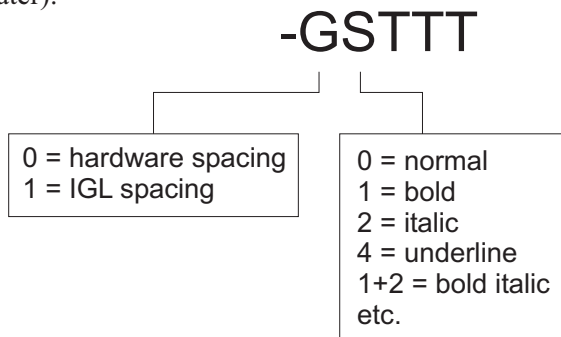 -GSTTT
0 = hardware spacing
1 = IGL spacing
0 = normal
1 = bold
2 = italic
4 = underline
1+2 = bold italic
etc.